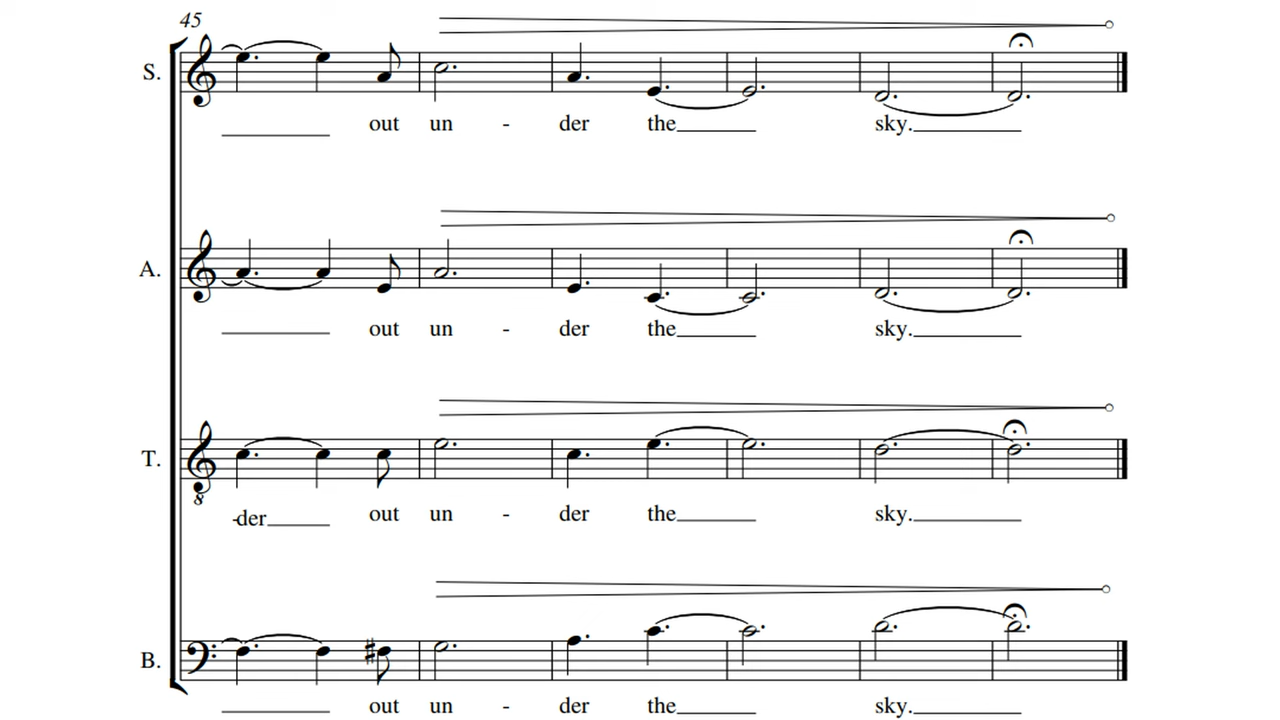 45
S.
out un - der the sky.
A.
out un - der the sky.
T.
8
-der out un - der the sky.
B.
out un - der the sky.